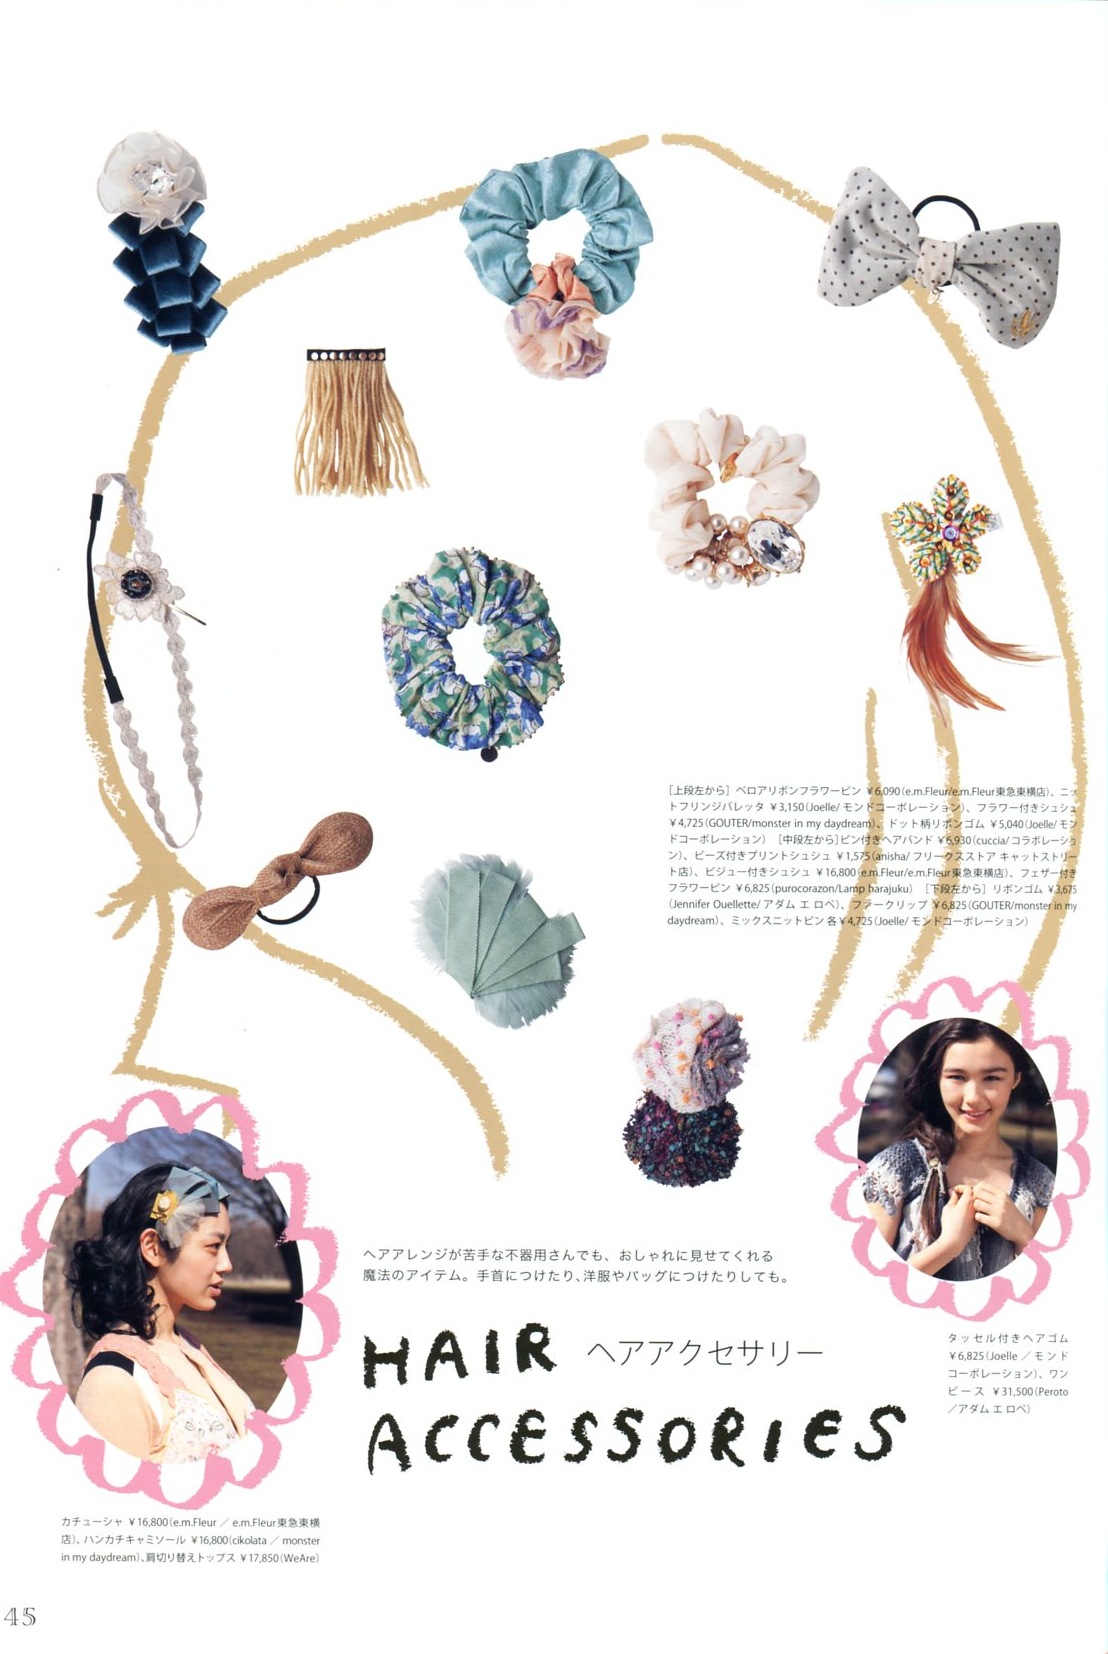 [上段左から] ベロアリボンフラワーピン ¥6,090(e.m.Fleur/e.m.Fleur東急東横店)、ニッ
トフリンジバレッタ ¥3,150(Joelle/ モンドコーポレーション)、フラワー付きシュシュ
¥4,725(GOUTER/monster in my daydream)、ドット柄リボンゴム ¥5,040(Joelle/ モン
ドコーポレーション) [中段左から]ピン付きヘアバンド ¥6,930(cuccia/コラボレーショ
ン)、ビーズ付きプリントシュシュ ¥1,575(anisha/ フリークスストア キャットストリー
ト店)、ビジュー付きシュシュ ¥16,800(e.m.Fleur/e.m.Fleur東急東横店)、フェザー付き
フラワーピン ¥6,825(purocorazon/Lamp harajuku) [下段左から] リボンゴム ¥3,675
(Jennifer Ouellette/ アダム エ ロペ)、ファークリップ ¥6,825(GOUTER/monster in my
daydream)、ミックスニットピン 各¥4,725(Joelle/ モンドコーポレーション)
ヘアアレンジが苦手な不器用さんでも、おしゃれに見せてくれる
魔法のアイテム。手首につけたり、洋服やバッグにつけたりしても。
HAIR ヘアアクセサリー
ACCESSORIES
タッセル付きヘアゴム
¥6,825(Joelle / モンド
コーポレーション)、ワン
ピース ¥31,500(Peroto
/アダム エ ロペ)
カチューシャ ¥16,800(e.m.Fleur / e.m.Fleur東急東横
店)、ハンカチキャミソール ¥16,800(cikolata / monster
in my daydream)、肩切り替えトップス ¥17,850(WeAre)
45